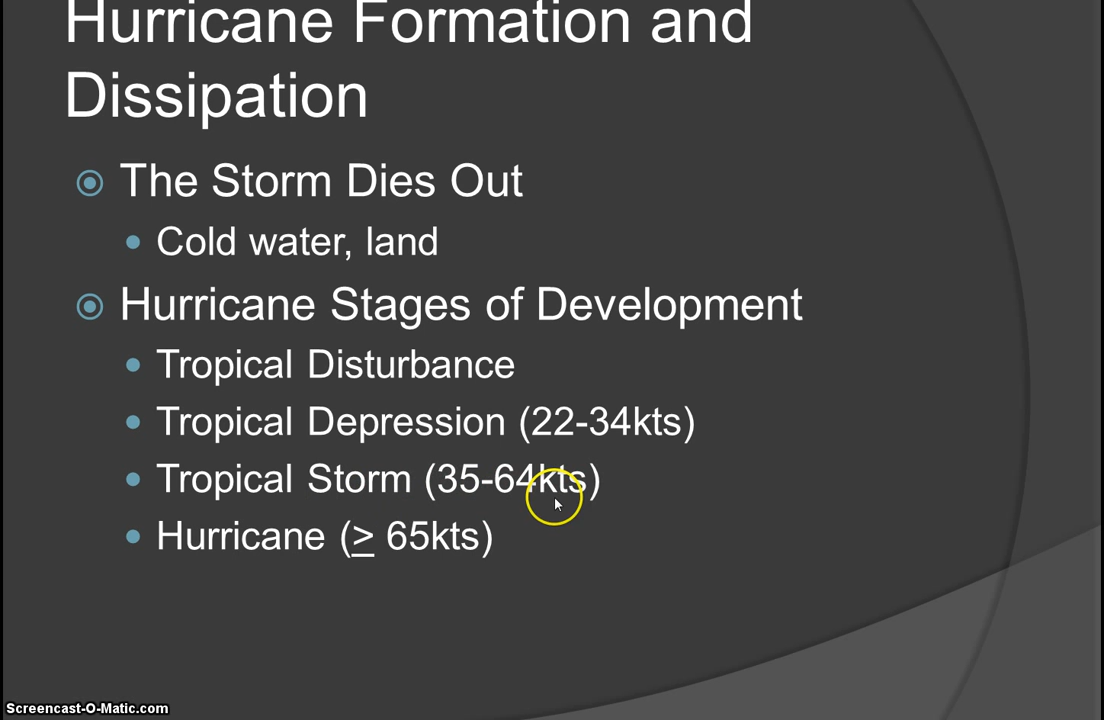 Hurricane Formation and
Dissipation
The Storm Dies Out
Cold water, land
Hurricane Stages of Development
Tropical Disturbance
Tropical Depression (22-34kts)
Tropical Storm (35-64kts)
Hurricane (≥ 65kts)
Screencast-O-Matic.com